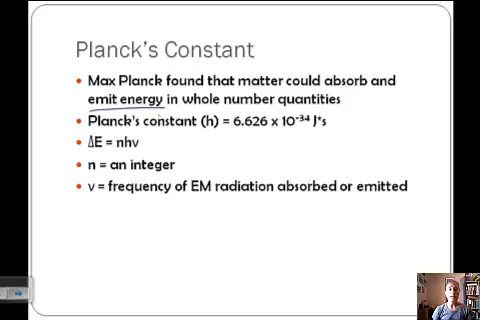 Planck's Constant
• Max Planck found that matter could absorb and
emit energy in whole number quantities
• Planck's constant (h) = 6.626 x 10⁻³⁴ J*s
• ΔE = nhν
• n = an integer
• ν = frequency of EM radiation absorbed or emitted